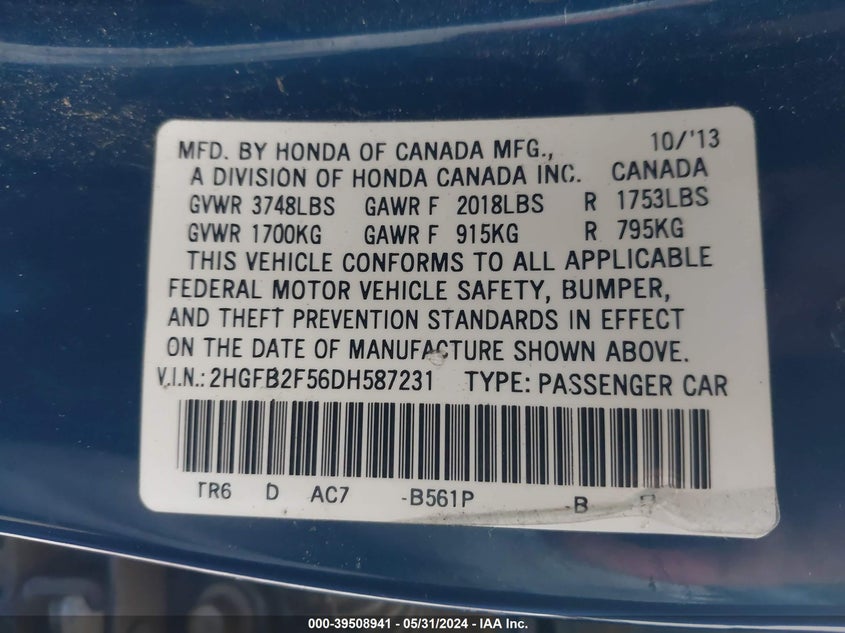 MFD. BY HONDA OF CANADA MFG., 10/'13
A DIVISION OF HONDA CANADA INC. CANADA
GVWR 3748LBS GAWR F 2018LBS R 1753LBS
GVWR 1700KG GAWR F 915KG R 795KG
THIS VEHICLE CONFORMS TO ALL APPLICABLE
FEDERAL MOTOR VEHICLE SAFETY, BUMPER,
AND THEFT PREVENTION STANDARDS IN EFFECT
ON THE DATE OF MANUFACTURE SHOWN ABOVE.
V.I.N.: 2HGFB2F56DH587231 TYPE: PASSENGER CAR
TR6 D AC7 -B561P B
000-39508941 - 05/31/2024 - IAA Inc.